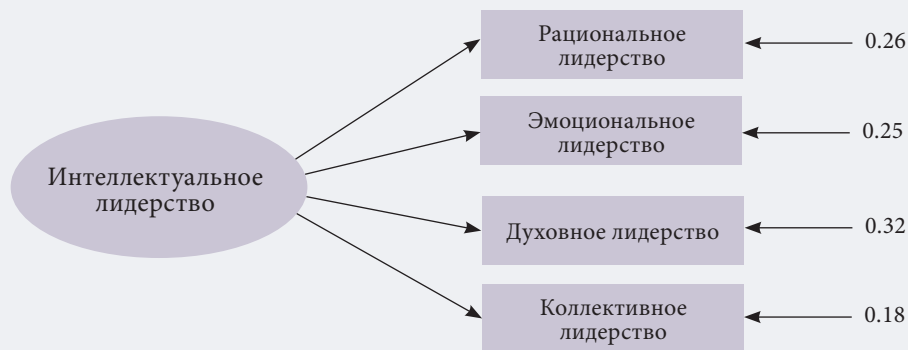 Интеллектуальное
лидерство
Рациональное
лидерство
0.26
Эмоциональное
лидерство
0.25
Духовное лидерство
0.32
Коллективное
лидерство
0.18